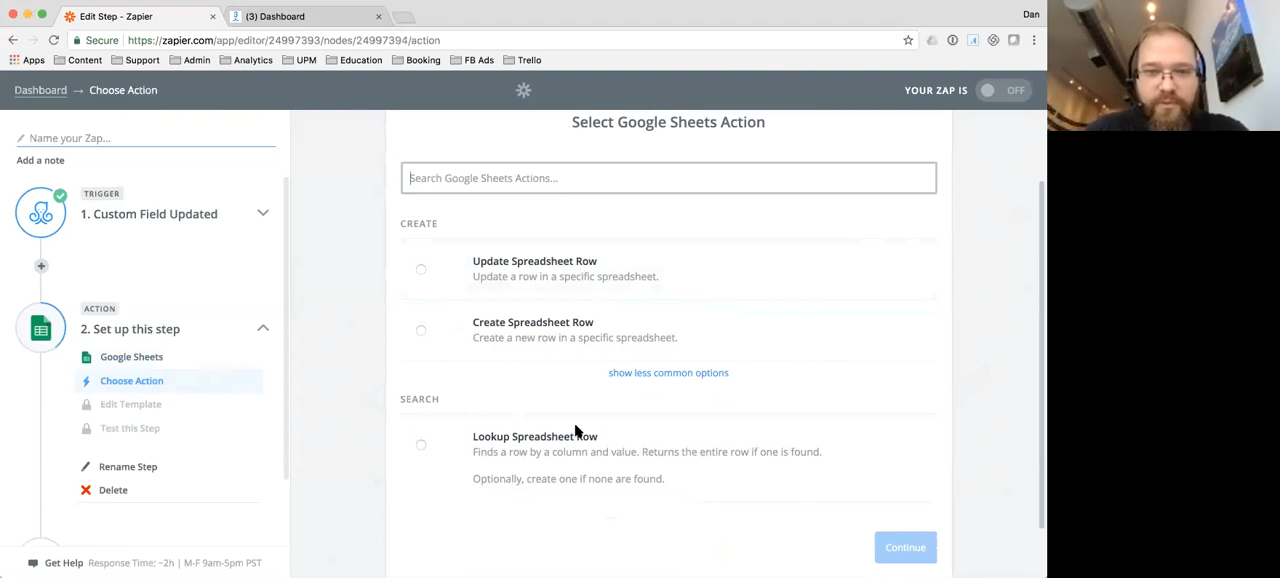 Edit Step - Zapier
(3) Dashboard
Dan
Secure
https://zapier.com/app/editor/24997393/nodes/24997394/action
Apps
Content
Support
Admin
Analytics
UPM
Education
Booking
FB Ads
Trello
Dashboard → Choose Action
YOUR ZAP IS
OFF
Name your Zap...
Add a note
TRIGGER
1. Custom Field Updated
ACTION
2. Set up this step
Google Sheets
Choose Action
Edit Template
Test this Step
Rename Step
Delete
Get Help Response Time: ~2h | M-F 9am-5pm PST
Select Google Sheets Action
Search Google Sheets Actions...
CREATE
Update Spreadsheet Row
Update a row in a specific spreadsheet.
Create Spreadsheet Row
Create a new row in a specific spreadsheet.
show less common options
SEARCH
Lookup Spreadsheet Row
Finds a row by a column and value. Returns the entire row if one is found.
Optionally, create one if none are found.
Continue